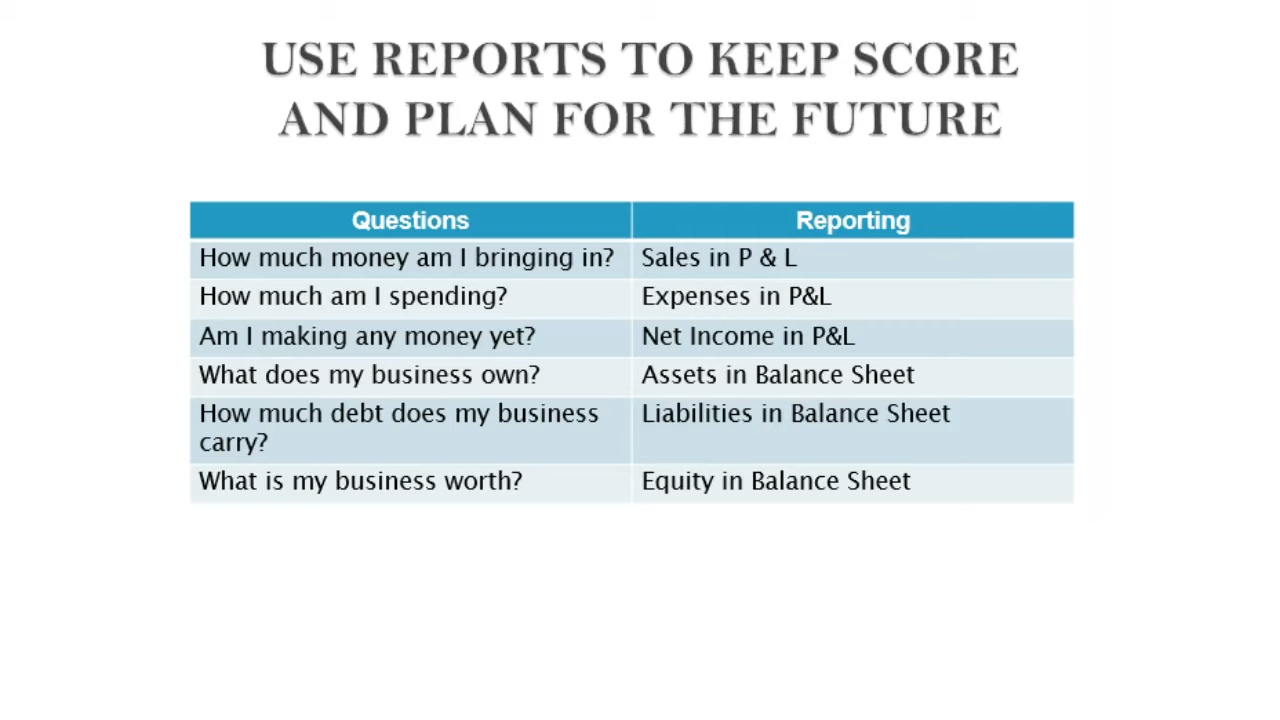 USE REPORTS TO KEEP SCORE
AND PLAN FOR THE FUTURE
Questions Reporting
How much money am I bringing in? Sales in P & L
How much am I spending? Expenses in P&L
Am I making any money yet? Net Income in P&L
What does my business own? Assets in Balance Sheet
How much debt does my business Liabilities in Balance Sheet
carry?
What is my business worth? Equity in Balance Sheet